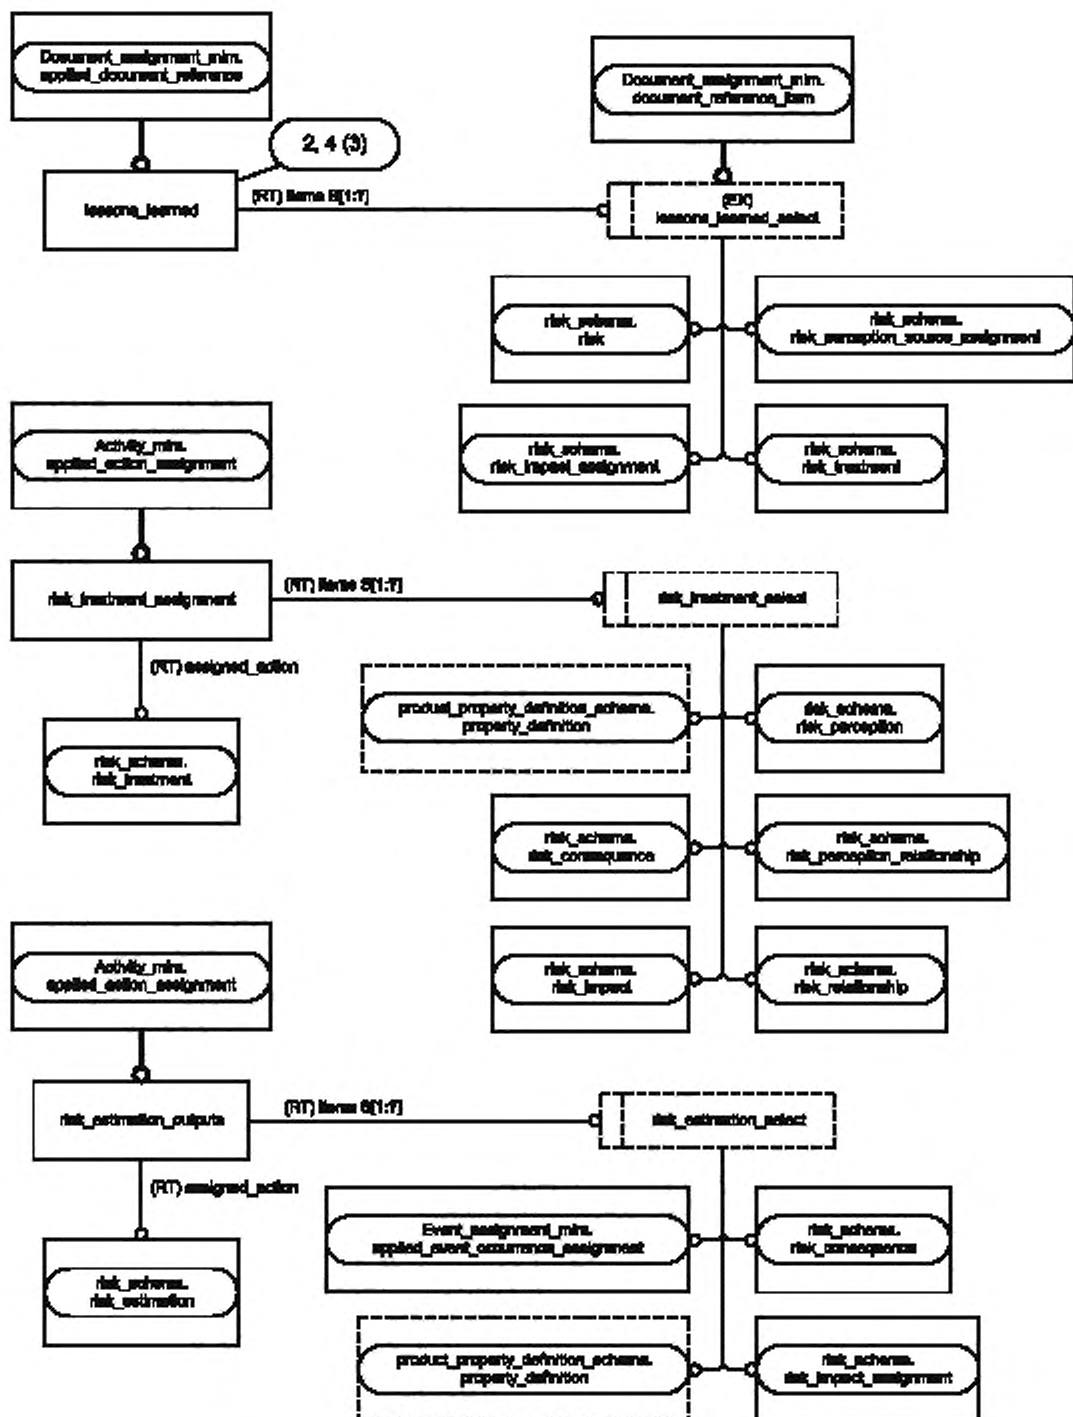 Document_assignment_mim.
applied_document_reference
Document_assignment_mim.
document_reference_item
2, 4 (3)
lessons_learned
(RT) items S[1:?]
(EX)
lessons_learned_select
risk_schema.
risk
risk_schema.
risk_perception_source_assignment
risk_schema.
risk_impact_assignment
risk_schema.
risk_treatment
Activity_mim.
applied_action_assignment
risk_treatment_assignment
(RT) items S[1:?]
risk_treatment_select
(RT) assigned_action
risk_schema.
risk_treatment
product_property_definition_schema.
property_definition
risk_schema.
risk_perception
risk_schema.
risk_consequence
risk_schema.
risk_perception_relationship
risk_schema.
risk_impact
risk_schema.
risk_relationship
Activity_mim.
applied_action_assignment
risk_estimation_outputs
(RT) items S[1:?]
risk_estimation_select
(RT) assigned_action
risk_schema.
risk_estimation
Event_assignment_mim.
applied_event_occurrence_assignment
risk_schema.
risk_consequence
product_property_definition_schema.
property_definition
risk_schema.
risk_impact_assignment